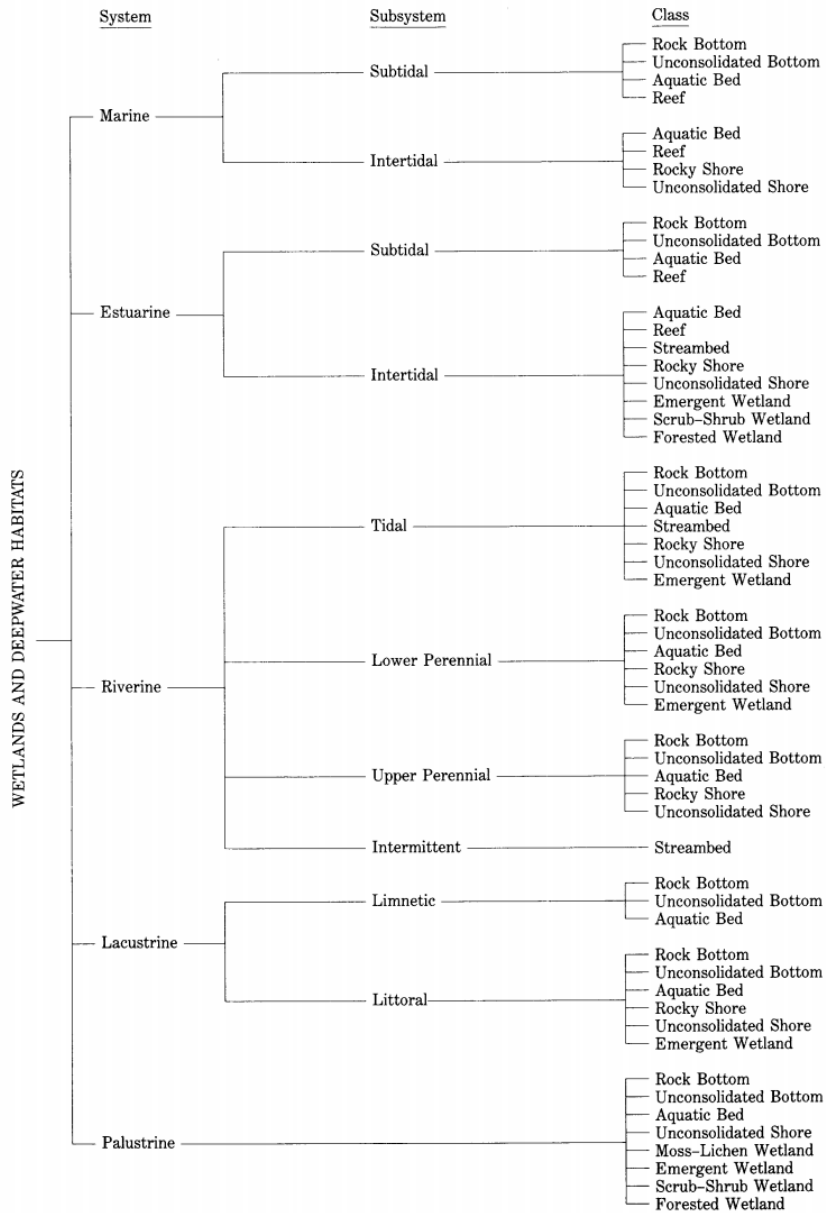 System Subsystem Class
Rock Bottom
Unconsolidated Bottom
Subtidal
Aquatic Bed
Reef
Marine
Aquatic Bed
Reef
Intertidal
Rocky Shore
Unconsolidated Shore
Rock Bottom
Unconsolidated Bottom
Subtidal
Aquatic Bed
Reef
Estuarine
Aquatic Bed
Reef
Streambed
Rocky Shore
Intertidal
Unconsolidated Shore
Emergent Wetland
Scrub–Shrub Wetland
Forested Wetland
WETLANDS AND DEEPWATER HABITATS
Rock Bottom
Unconsolidated Bottom
Aquatic Bed
Tidal
Streambed
Rocky Shore
Unconsolidated Shore
Emergent Wetland
Rock Bottom
Unconsolidated Bottom
Aquatic Bed
Lower Perennial
Rocky Shore
Unconsolidated Shore
Emergent Wetland
Riverine
Rock Bottom
Unconsolidated Bottom
Upper Perennial
Aquatic Bed
Rocky Shore
Unconsolidated Shore
Intermittent
Streambed
Rock Bottom
Limnetic
Unconsolidated Bottom
Aquatic Bed
Lacustrine
Rock Bottom
Unconsolidated Bottom
Aquatic Bed
Littoral
Rocky Shore
Unconsolidated Shore
Emergent Wetland
Rock Bottom
Unconsolidated Bottom
Aquatic Bed
Unconsolidated Shore
Palustrine
Moss–Lichen Wetland
Emergent Wetland
Scrub–Shrub Wetland
Forested Wetland